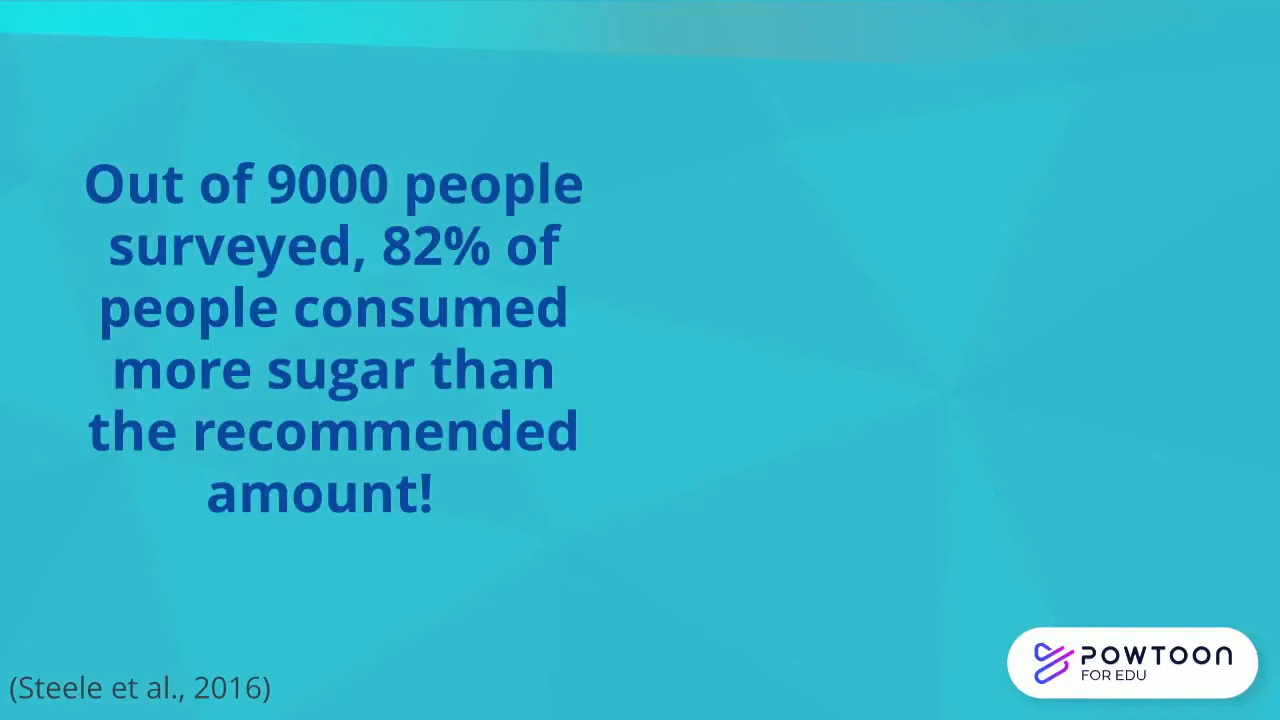 Out of 9000 people
surveyed, 82% of
people consumed
more sugar than
the recommended
amount!
(Steele et al., 2016)
POWTOON
FOR EDU